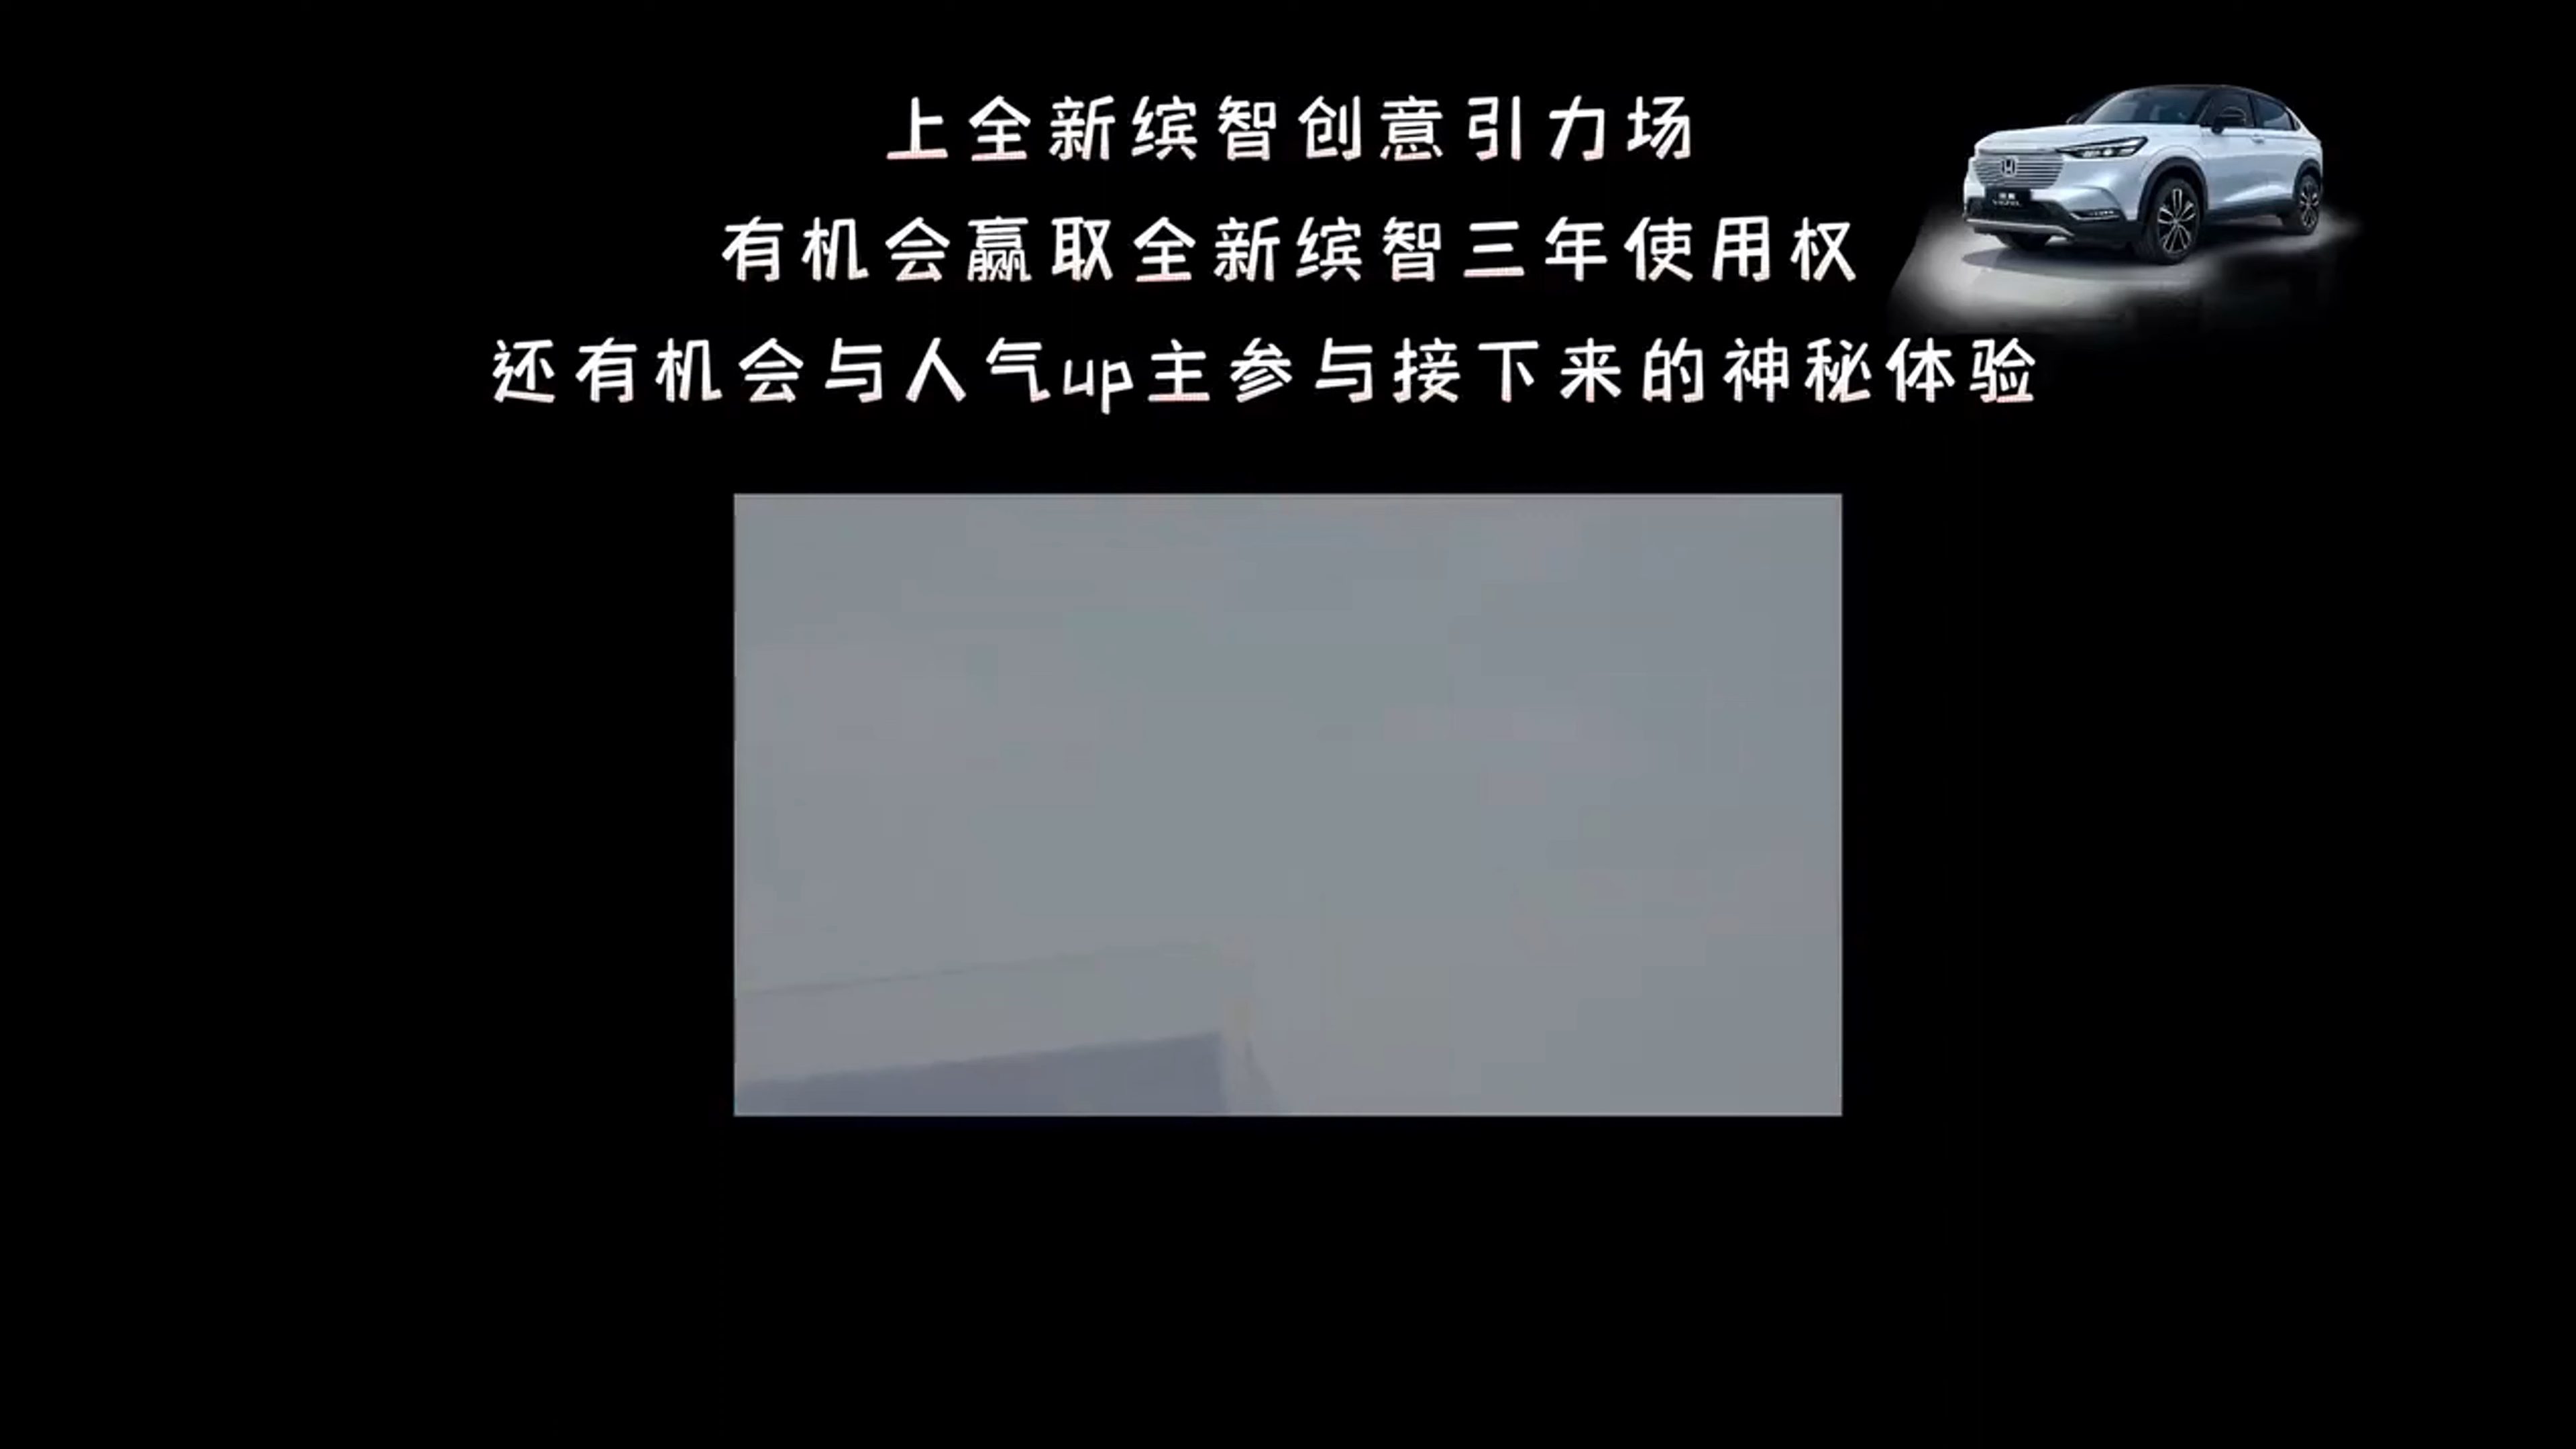 上全新缤智创意引力场
有机会赢取全新缤智三年使用权
还有机会与人气up主参与接下来的神秘体验